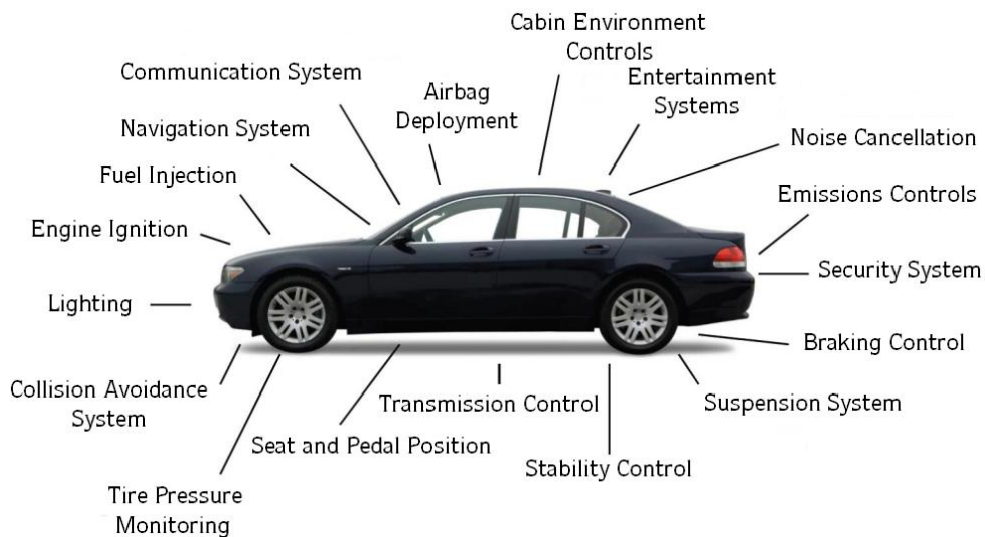 Cabin Environment
Controls
Communication System
Entertainment
Systems
Airbag
Deployment
Navigation System
Noise Cancellation
Fuel Injection
Emissions Controls
Engine Ignition
Security System
Lighting
Braking Control
Collision Avoidance
System
Transmission Control
Suspension System
Seat and Pedal Position
Stability Control
Tire Pressure
Monitoring